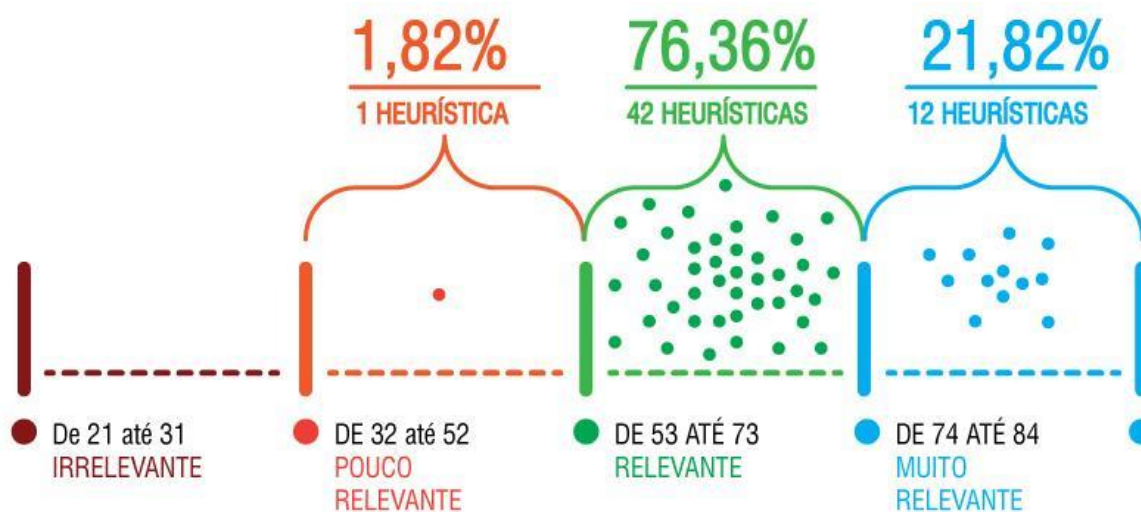 1,82%
1 HEURÍSTICA
76,36%
42 HEURÍSTICAS
21,82%
12 HEURÍSTICAS
De 21 até 31
IRRELEVANTE
DE 32 até 52
POUCO
RELEVANTE
DE 53 ATÉ 73
RELEVANTE
DE 74 ATÉ 84
MUITO
RELEVANTE